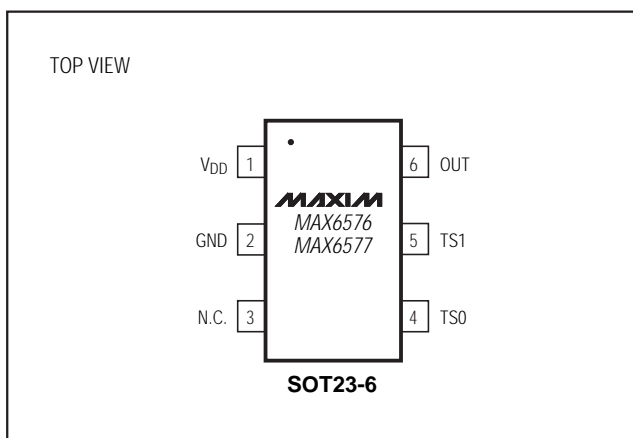 TOP VIEW
VDD 1
6 OUT
MAXIM
MAX6576
MAX6577
GND 2
5 TS1
N.C. 3
4 TS0
SOT23-6